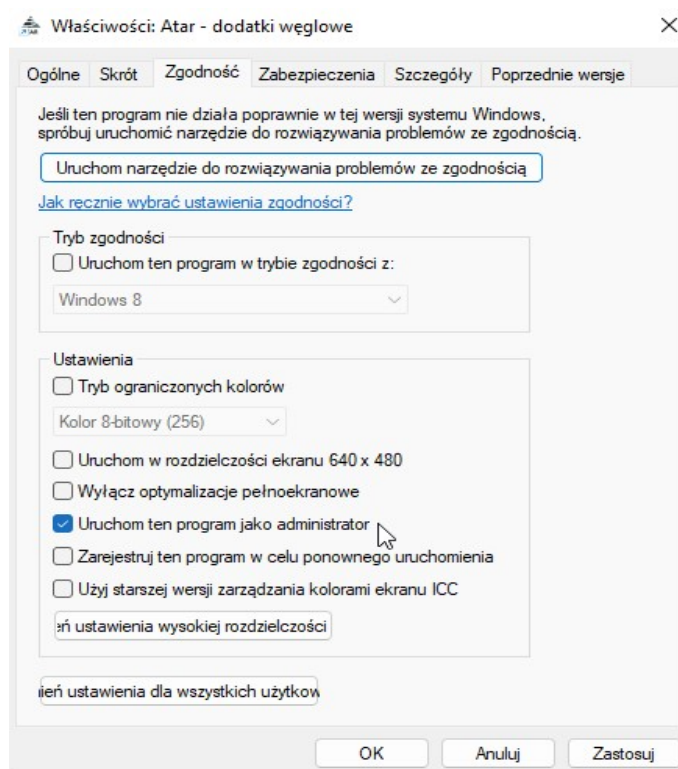 Właściwości: Atar - dodatki węglowe
Ogólne Skrót Zgodność Zabezpieczenia Szczegóły Poprzednie wersje
Jeśli ten program nie działa poprawnie w tej wersji systemu Windows,
spróbuj uruchomić narzędzie do rozwiązywania problemów ze zgodnością.
Uruchom narzędzie do rozwiązywania problemów ze zgodnością
Jak ręcznie wybrać ustawienia zgodności?
Tryb zgodności
Uruchom ten program w trybie zgodności z:
Windows 8
Ustawienia
Tryb ograniczonych kolorów
Kolor 8-bitowy (256)
Uruchom w rozdzielczości ekranu 640 x 480
Wyłącz optymalizacje pełnoekranowe
Uruchom ten program jako administrator
Zarejestruj ten program w celu ponownego uruchomienia
Użyj starszej wersji zarządzania kolorami ekranu ICC
eń ustawienia wysokiej rozdzielczości
ień ustawienia dla wszystkich użytkow
OK Anuluj Zastosuj